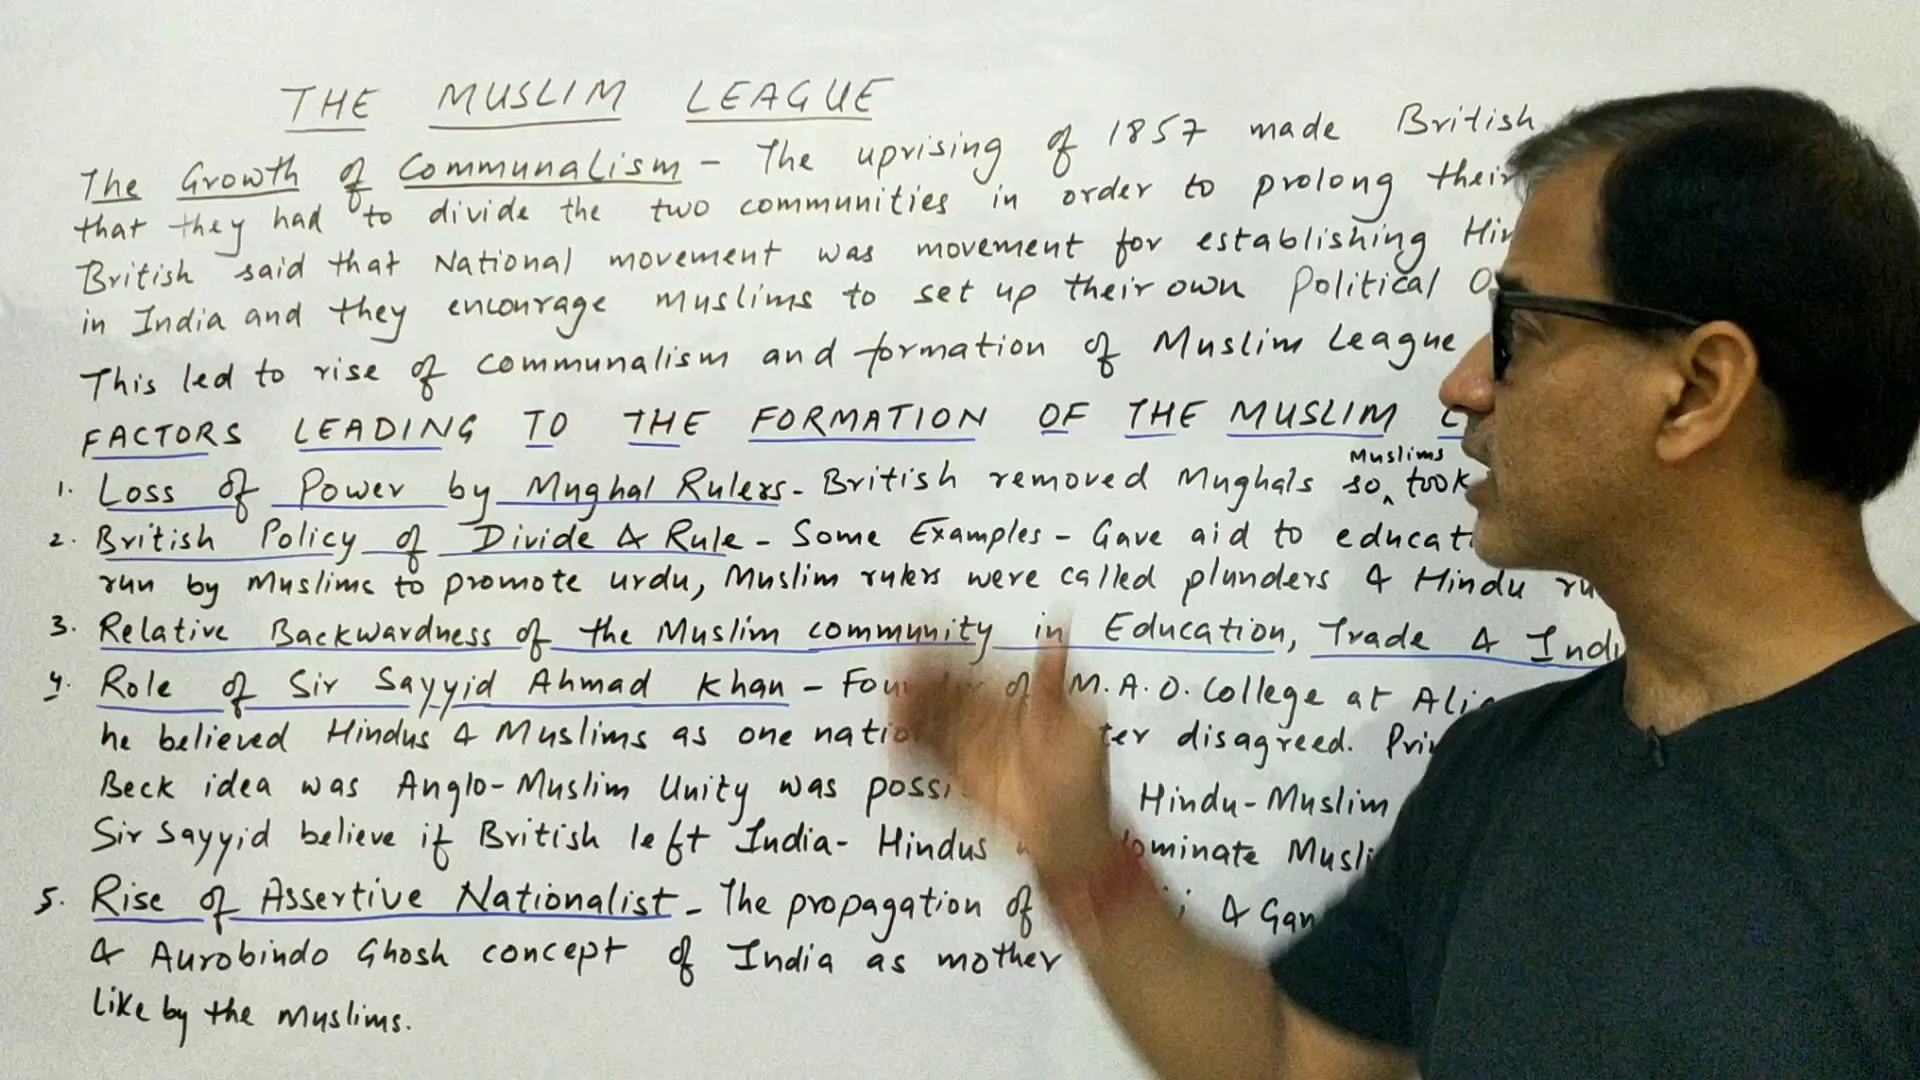 THE MUSLIM LEAGUE
The Growth of Communalism - The uprising of 1857 made British
that they had to divide the two communities in order to prolong their
British said that National movement was movement for establishing
in India and they encourage Muslims to set up their own Political
This led to rise of communalism and formation of Muslim League
FACTORS LEADING TO THE FORMATION OF THE MUSLIM
1. Loss of Power by Mughal Rulers - British removed Mughals so Muslims took
2. British Policy of Divide & Rule - Some Examples - Gave aid to
run by Muslims to promote urdu, Muslim rulers were called plunders & Hindu
3. Relative Backwardness of the Muslim community in Education, Trade &
4. Role of Sir Sayyid Ahmad Khan - of M.A.O. College at
he believed Hindus & Muslims as one disagreed.
Beck idea was Anglo-Muslim Unity was Hindu-Muslim
Sir Sayyid believe if British left India - Hindus
5. Rise of Assertive Nationalist - The propagation of &
& Aurobindo Ghosh concept of India as mother
like by the Muslims.